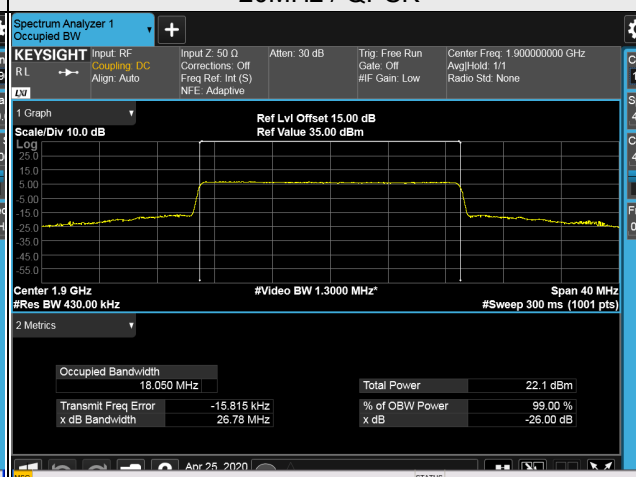 20MHz / QPSK
Spectrum Analyzer 1
Occupied BW
KEYSIGHT
RL
LXI
Input: RF
Coupling: DC
Align: Auto
Input Z: 50 Ω
Corrections: Off
Freq Ref: Int (S)
NFE: Adaptive
Atten: 30 dB
Trig: Free Run
Gate: Off
#IF Gain: Low
Center Freq: 1.900000000 GHz
Avg|Hold: 1/1
Radio Std: None
1 Graph
Scale/Div 10.0 dB
Ref Lvl Offset 15.00 dB
Ref Value 35.00 dBm
Log
25.0
15.0
5.00
-5.00
-15.0
-25.0
-35.0
-45.0
-55.0
Center 1.9 GHz
#Video BW 1.3000 MHz*
Span 40 MHz
#Res BW 430.00 kHz
#Sweep 300 ms (1001 pts)
2 Metrics
Occupied Bandwidth
18.050 MHz
Total Power 22.1 dBm
Transmit Freq Error -15.815 kHz
% of OBW Power 99.00 %
x dB Bandwidth 26.78 MHz
x dB -26.00 dB
Apr 25, 2020
MSG
STATUS